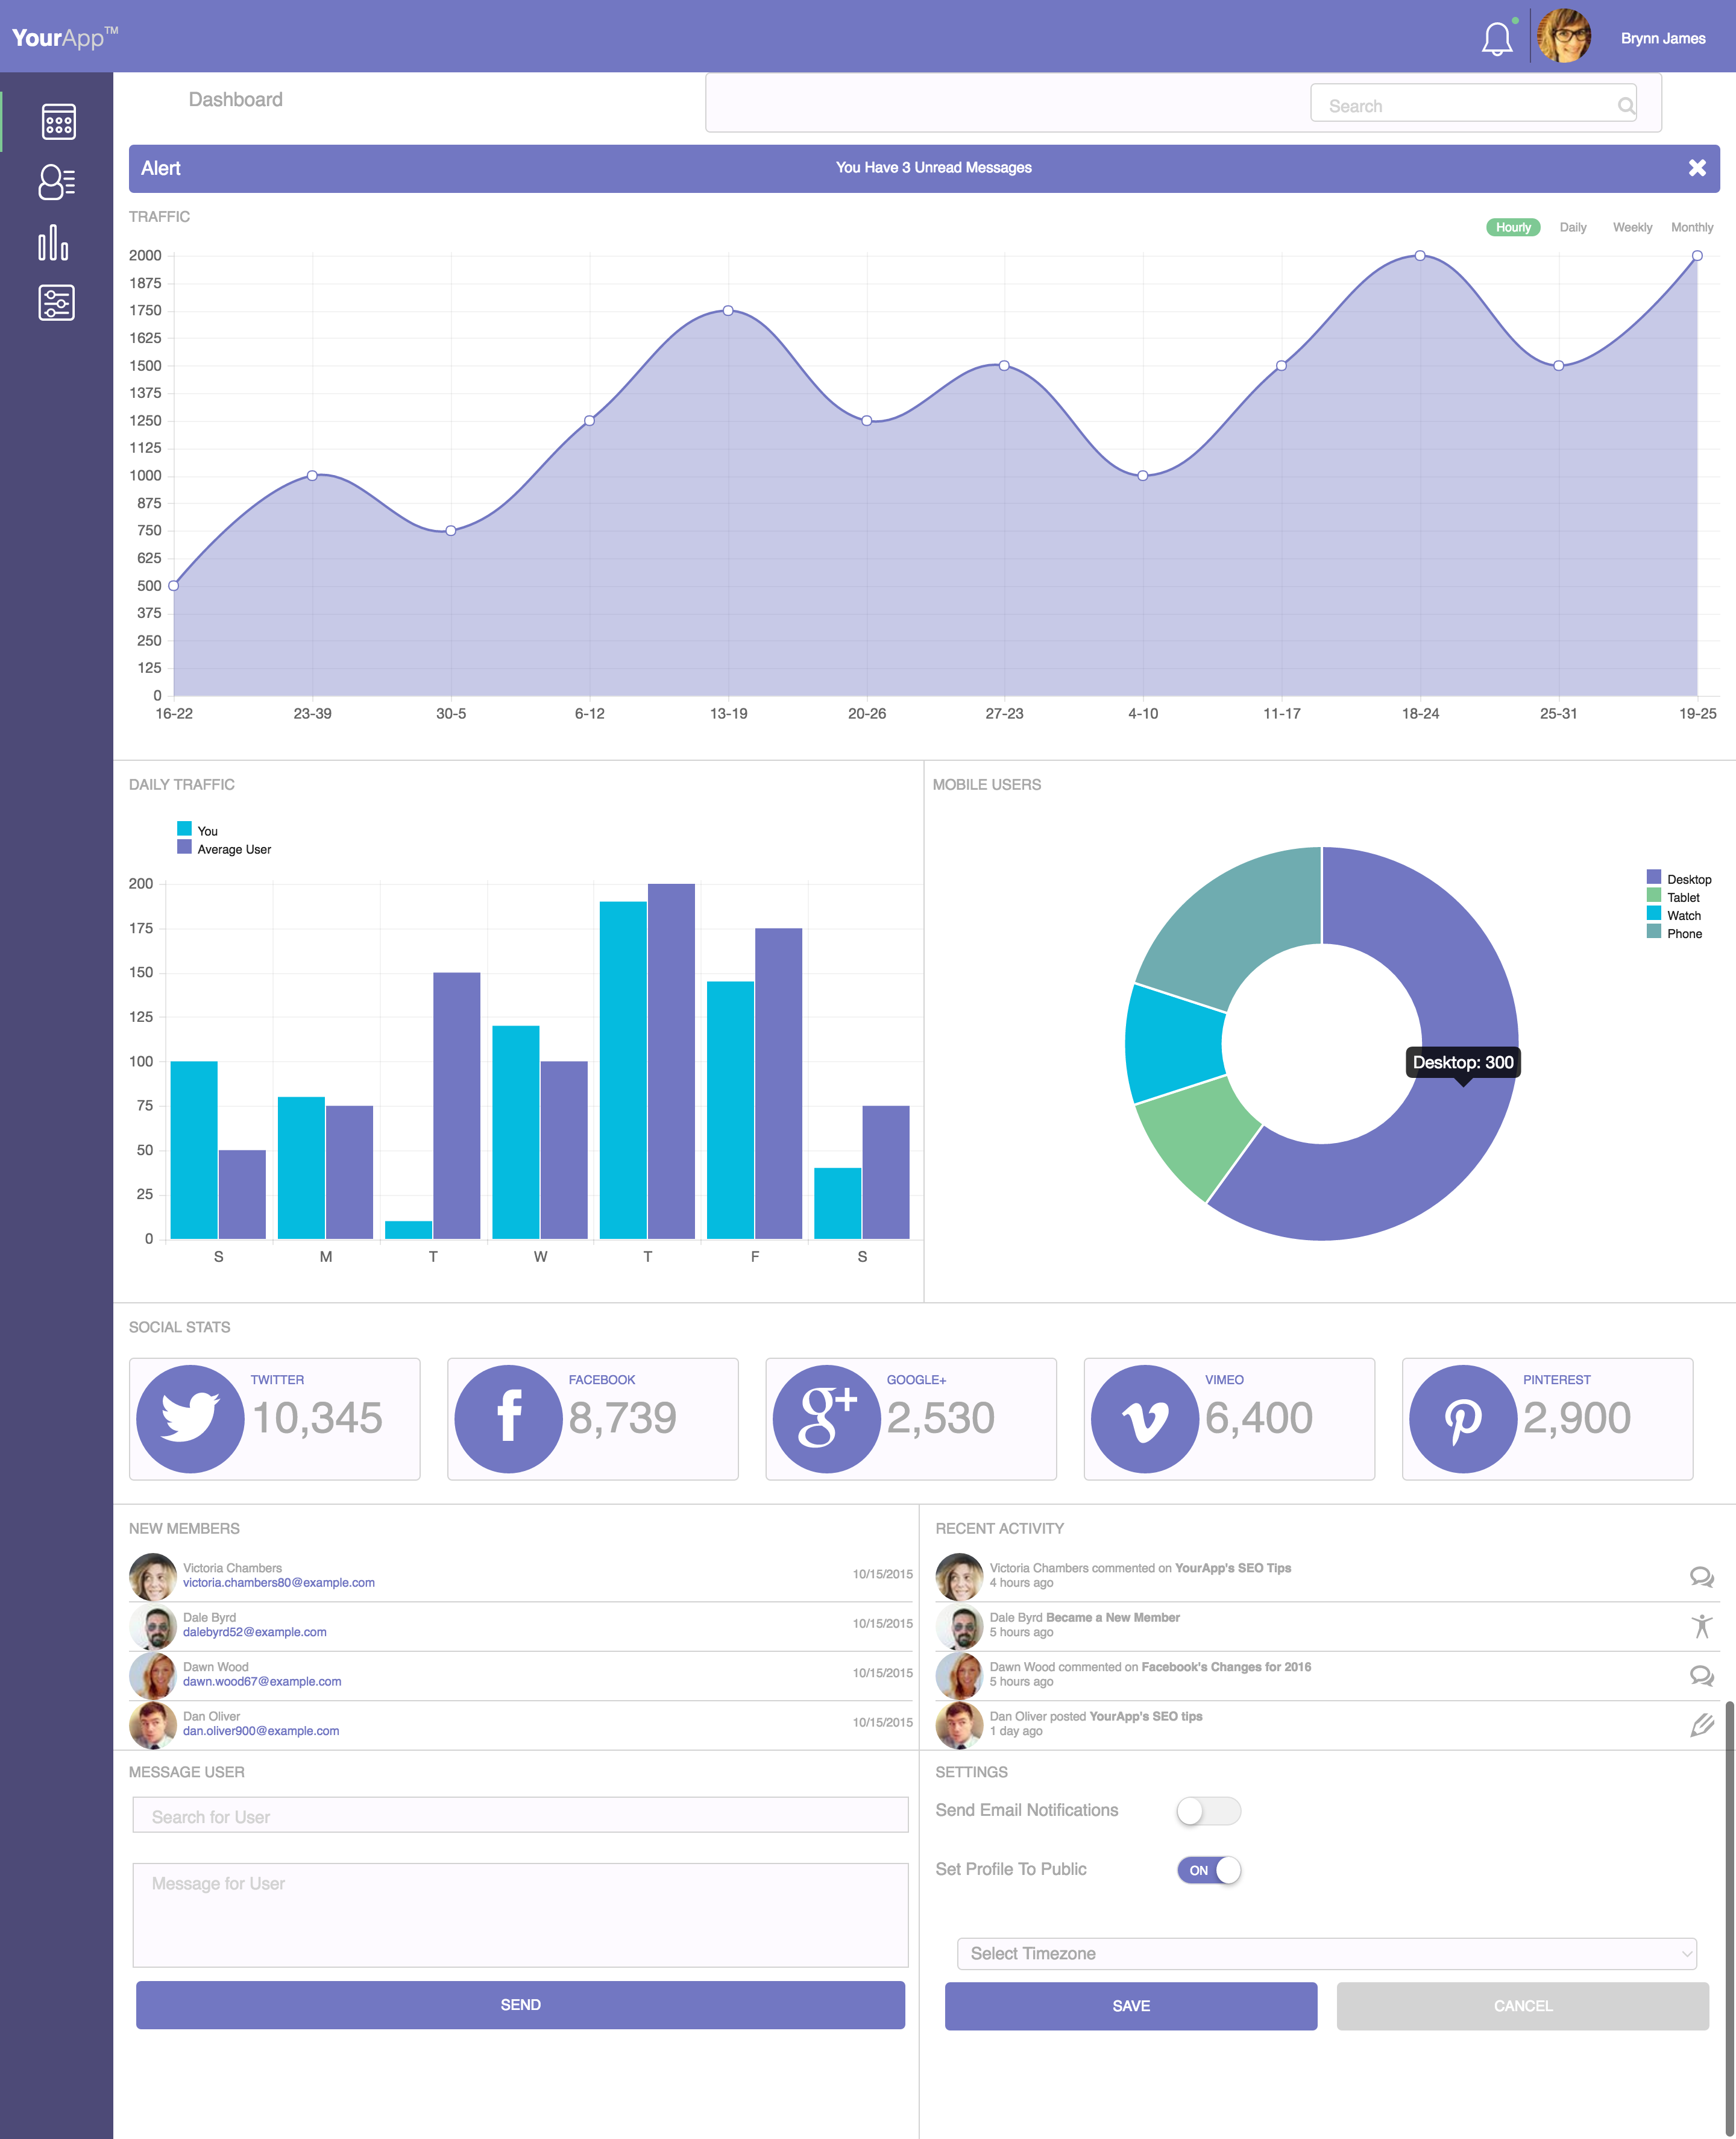 YourApp™
Brynn James
Dashboard
Search
Alert
You Have 3 Unread Messages
TRAFFIC
Hourly Daily Weekly Monthly
2000
1875
1750
1625
1500
1375
1250
1125
1000
875
750
625
500
375
250
125
0
16-22 23-39 30-5 6-12 13-19 20-26 27-23 4-10 11-17 18-24 25-31 19-25
DAILY TRAFFIC
You
Average User
200
175
150
125
100
75
50
25
0
S M T W T F S
MOBILE USERS
Desktop
Tablet
Watch
Phone
Desktop: 300
SOCIAL STATS
TWITTER
10,345
FACEBOOK
8,739
GOOGLE+
2,530
VIMEO
6,400
PINTEREST
2,900
NEW MEMBERS
Victoria Chambers
victoria.chambers80@example.com
10/15/2015
Dale Byrd
dalebyrd52@example.com
10/15/2015
Dawn Wood
dawn.wood67@example.com
10/15/2015
Dan Oliver
dan.oliver900@example.com
10/15/2015
RECENT ACTIVITY
Victoria Chambers commented on YourApp's SEO Tips
4 hours ago
Dale Byrd Became a New Member
5 hours ago
Dawn Wood commented on Facebook's Changes for 2016
5 hours ago
Dan Oliver posted YourApp's SEO tips
1 day ago
MESSAGE USER
Search for User
Message for User
SEND
SETTINGS
Send Email Notifications
Set Profile To Public
ON
Select Timezone
SAVE
CANCEL